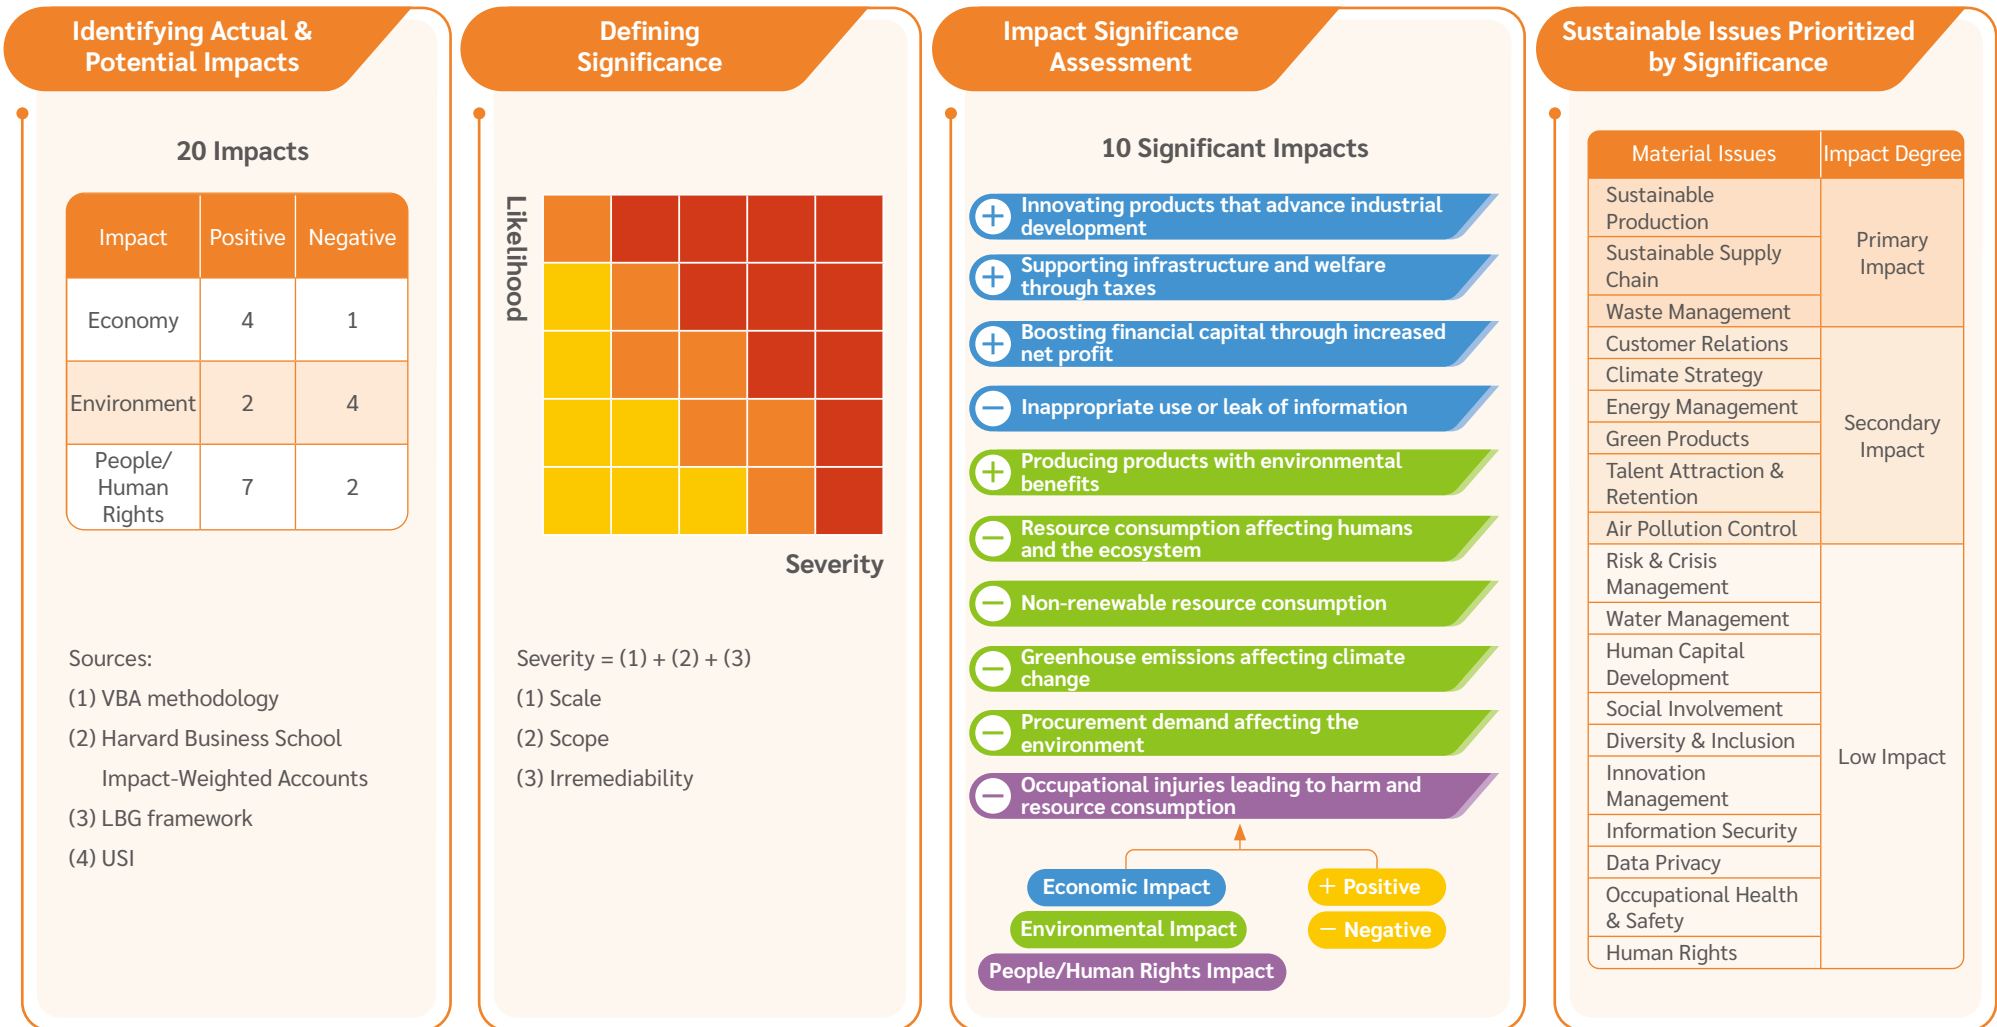 Identifying Actual &
Potential Impacts
20 Impacts
Impact Positive Negative
Economy 4 1
Environment 2 4
People/
Human
Rights
7 2
Sources:
(1) VBA methodology
(2) Harvard Business School
Impact-Weighted Accounts
(3) LBG framework
(4) USI
Defining
Significance
Likelihood
Severity
Severity = (1) + (2) + (3)
(1) Scale
(2) Scope
(3) Irremediability
Impact Significance
Assessment
10 Significant Impacts
+ Innovating products that advance industrial
development
+ Supporting infrastructure and welfare
through taxes
+ Boosting financial capital through increased
net profit
− Inappropriate use or leak of information
+ Producing products with environmental
benefits
− Resource consumption affecting humans
and the ecosystem
− Non-renewable resource consumption
− Greenhouse emissions affecting climate
change
− Procurement demand affecting the
environment
− Occupational injuries leading to harm and
resource consumption
Economic Impact
Environmental Impact
People/Human Rights Impact
+ Positive
− Negative
Sustainable Issues Prioritized
by Significance
Material Issues Impact Degree
Sustainable
Production
Sustainable Supply
Chain
Waste Management
Primary
Impact
Customer Relations
Climate Strategy
Energy Management
Green Products
Talent Attraction &
Retention
Air Pollution Control
Secondary
Impact
Risk & Crisis
Management
Water Management
Human Capital
Development
Social Involvement
Diversity & Inclusion
Innovation
Management
Information Security
Data Privacy
Occupational Health
& Safety
Human Rights
Low Impact